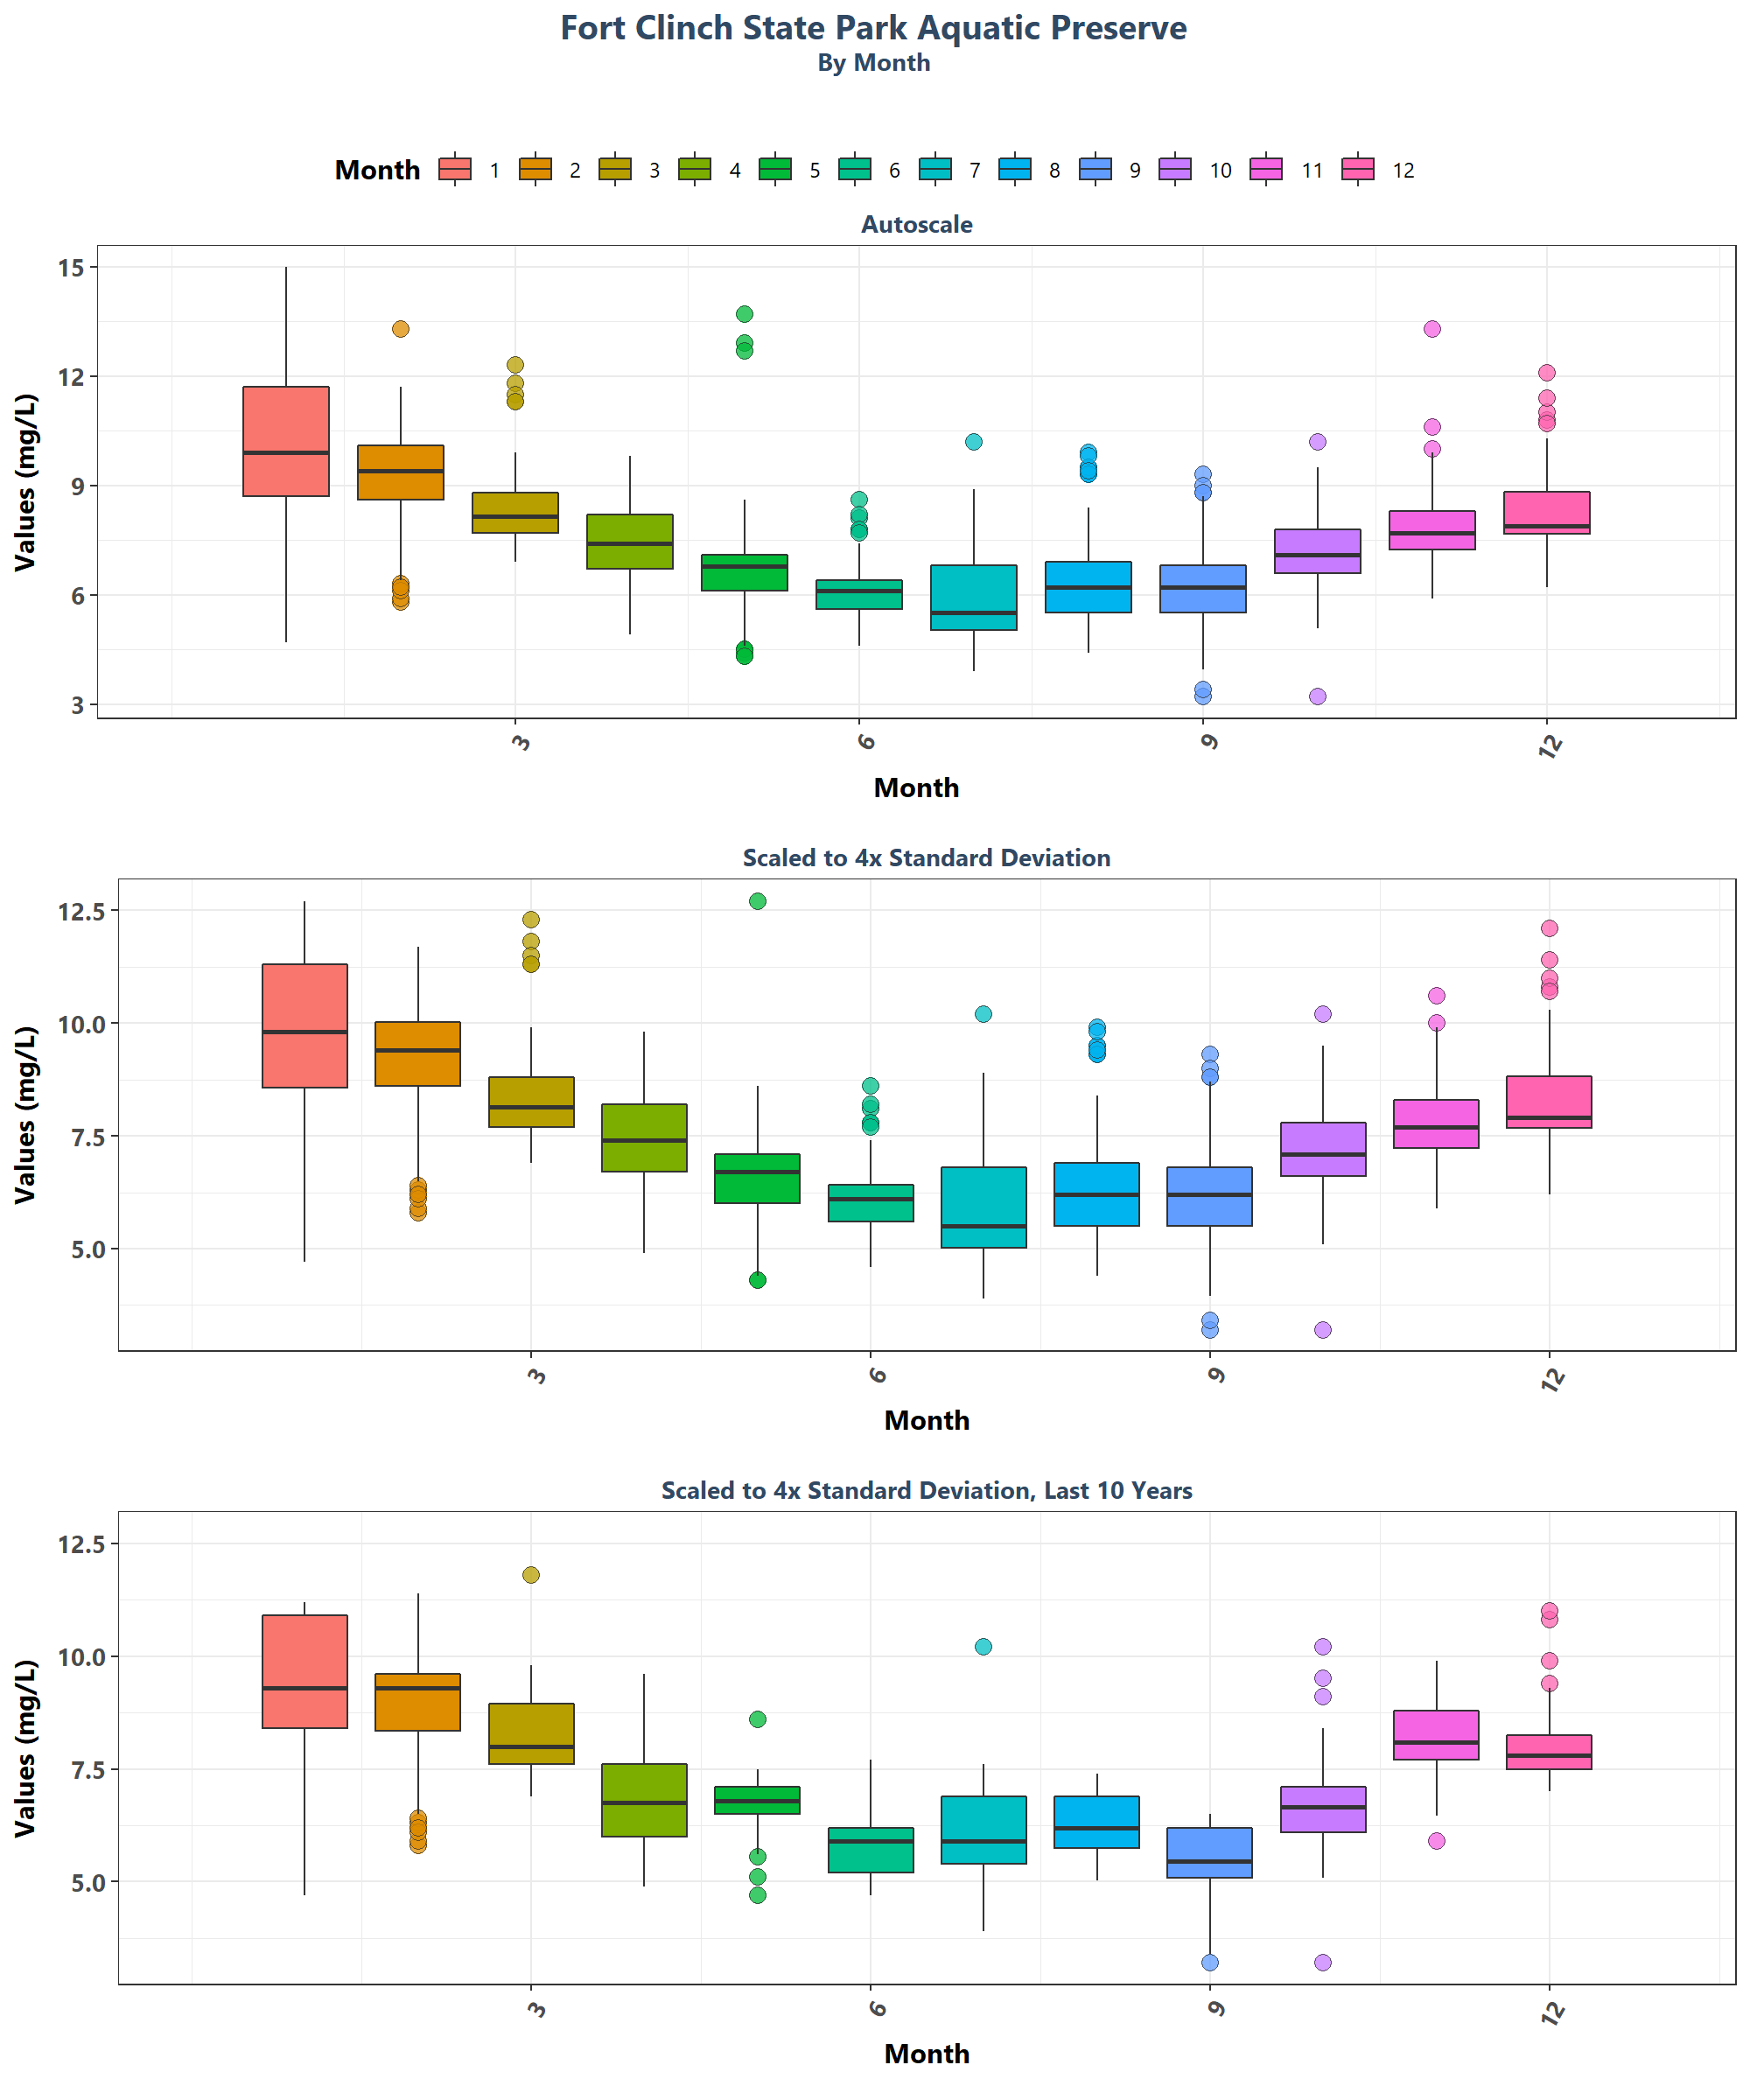 Fort Clinch State Park Aquatic Preserve
By Month
Month 1 2 3 4 5 6 7 8 9 10 11 12
Autoscale
Values (mg/L)
15
12
9
6
3
3 6 9 12
Month
Scaled to 4x Standard Deviation
Values (mg/L)
12.5
10.0
7.5
5.0
3 6 9 12
Month
Scaled to 4x Standard Deviation, Last 10 Years
Values (mg/L)
12.5
10.0
7.5
5.0
3 6 9 12
Month